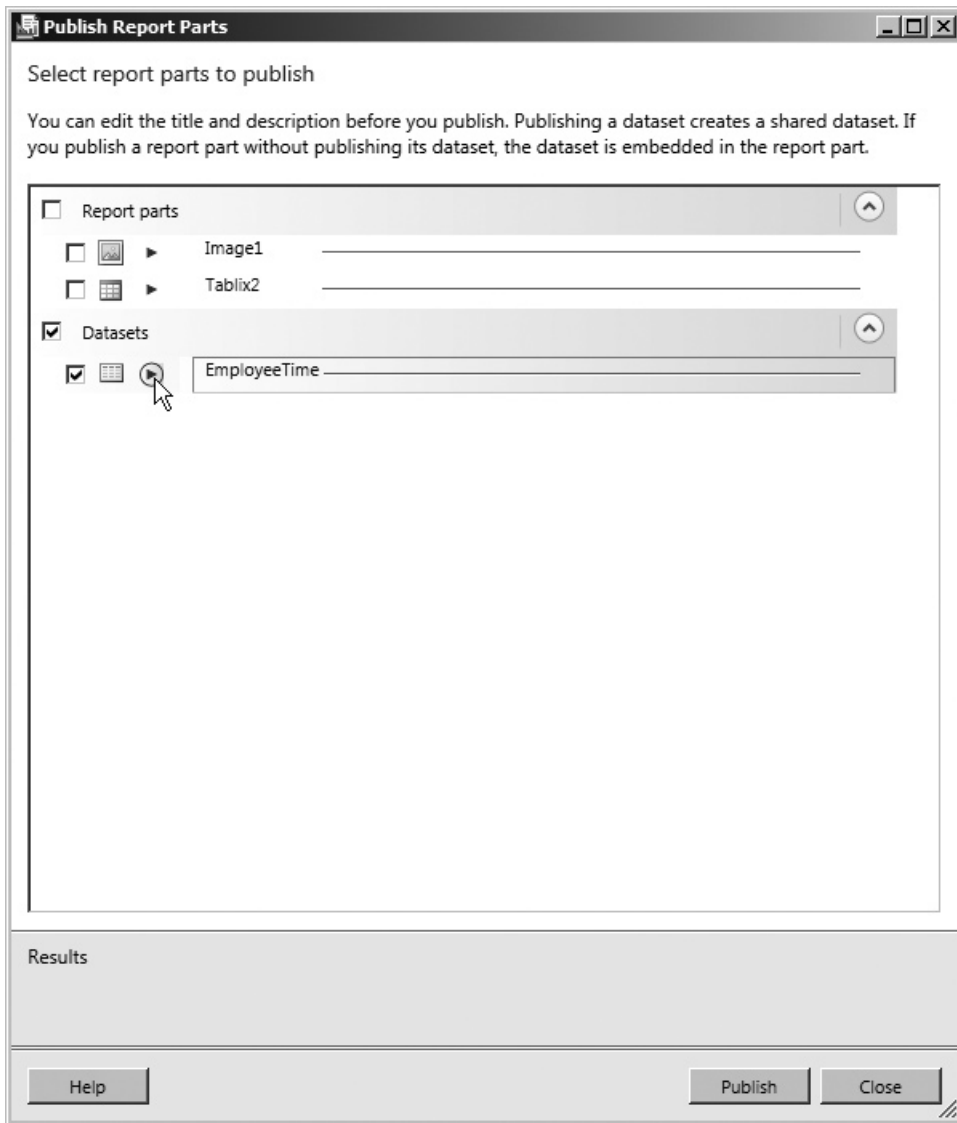 Publish Report Parts
Select report parts to publish
You can edit the title and description before you publish. Publishing a dataset creates a shared dataset. If
you publish a report part without publishing its dataset, the dataset is embedded in the report part.
Report parts
Image1
Tablix2
Datasets
EmployeeTime
Results
Help
Publish
Close